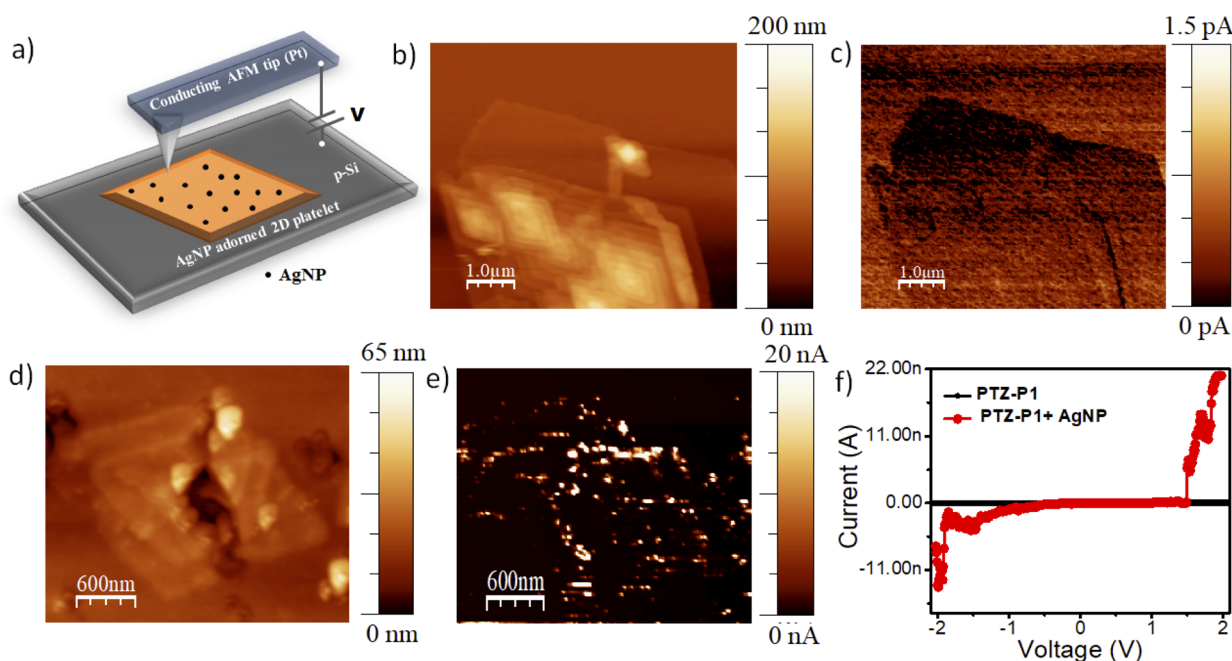 a)
Conducting AFM tip (Pt)
V
p-Si
AgNP adorned 2D platelet
• AgNP
b)
200 nm
1.0µm
0 nm
c)
1.5 pA
1.0µm
0 pA
d)
65 nm
600nm
0 nm
e)
20 nA
600nm
0 nA
f)
22.00n
11.00n
0.00
-11.00n
Current (A)
PTZ-P1
PTZ-P1+ AgNP
-2 -1 0 1 2
Voltage (V)